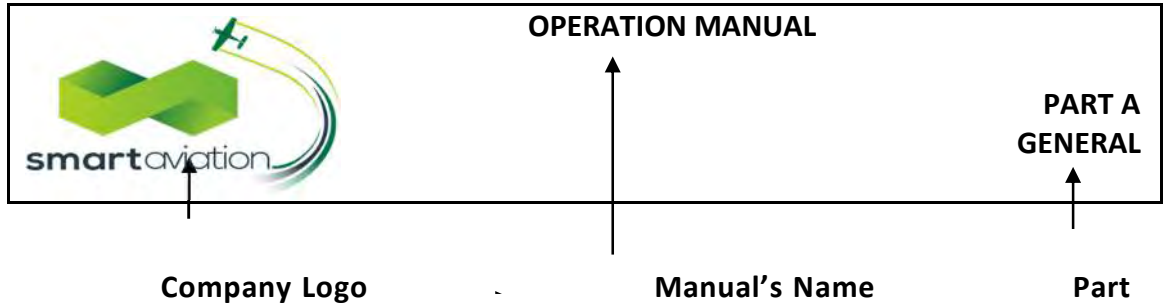 OPERATION MANUAL
PART A
GENERAL
smartaviation
Company Logo Manual’s Name Part